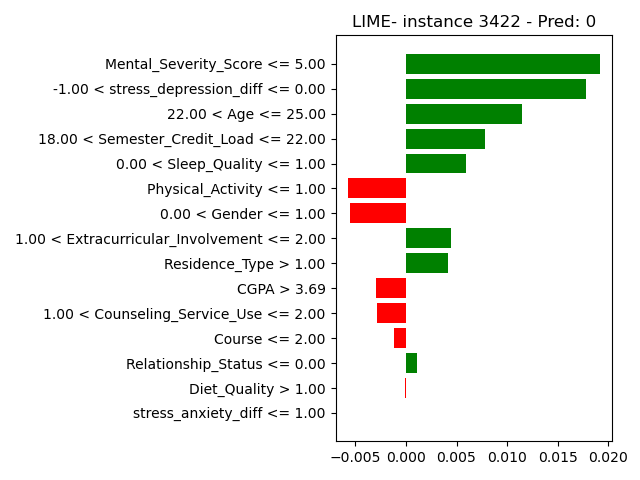 LIME- instance 3422 - Pred: 0
Mental_Severity_Score <= 5.00
-1.00 < stress_depression_diff <= 0.00
22.00 < Age <= 25.00
18.00 < Semester_Credit_Load <= 22.00
0.00 < Sleep_Quality <= 1.00
Physical_Activity <= 1.00
0.00 < Gender <= 1.00
1.00 < Extracurricular_Involvement <= 2.00
Residence_Type > 1.00
CGPA > 3.69
1.00 < Counseling_Service_Use <= 2.00
Course <= 2.00
Relationship_Status <= 0.00
Diet_Quality > 1.00
stress_anxiety_diff <= 1.00
−0.005 0.000 0.005 0.010 0.015 0.020